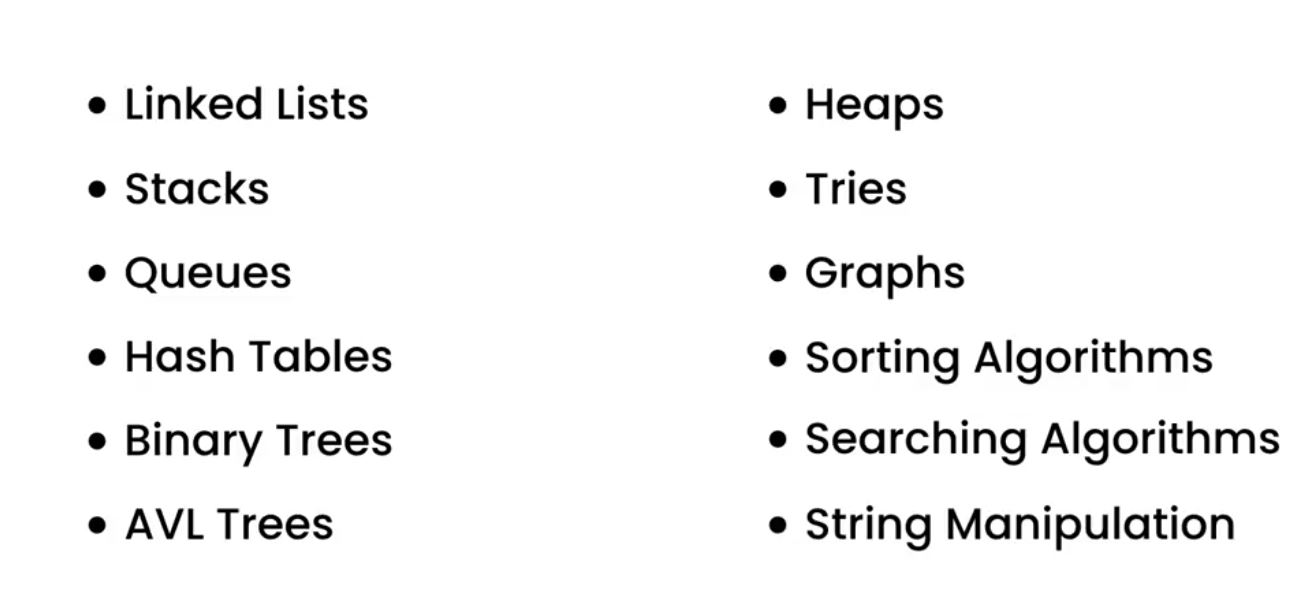 • Linked Lists
• Stacks
• Queues
• Hash Tables
• Binary Trees
• AVL Trees
• Heaps
• Tries
• Graphs
• Sorting Algorithms
• Searching Algorithms
• String Manipulation